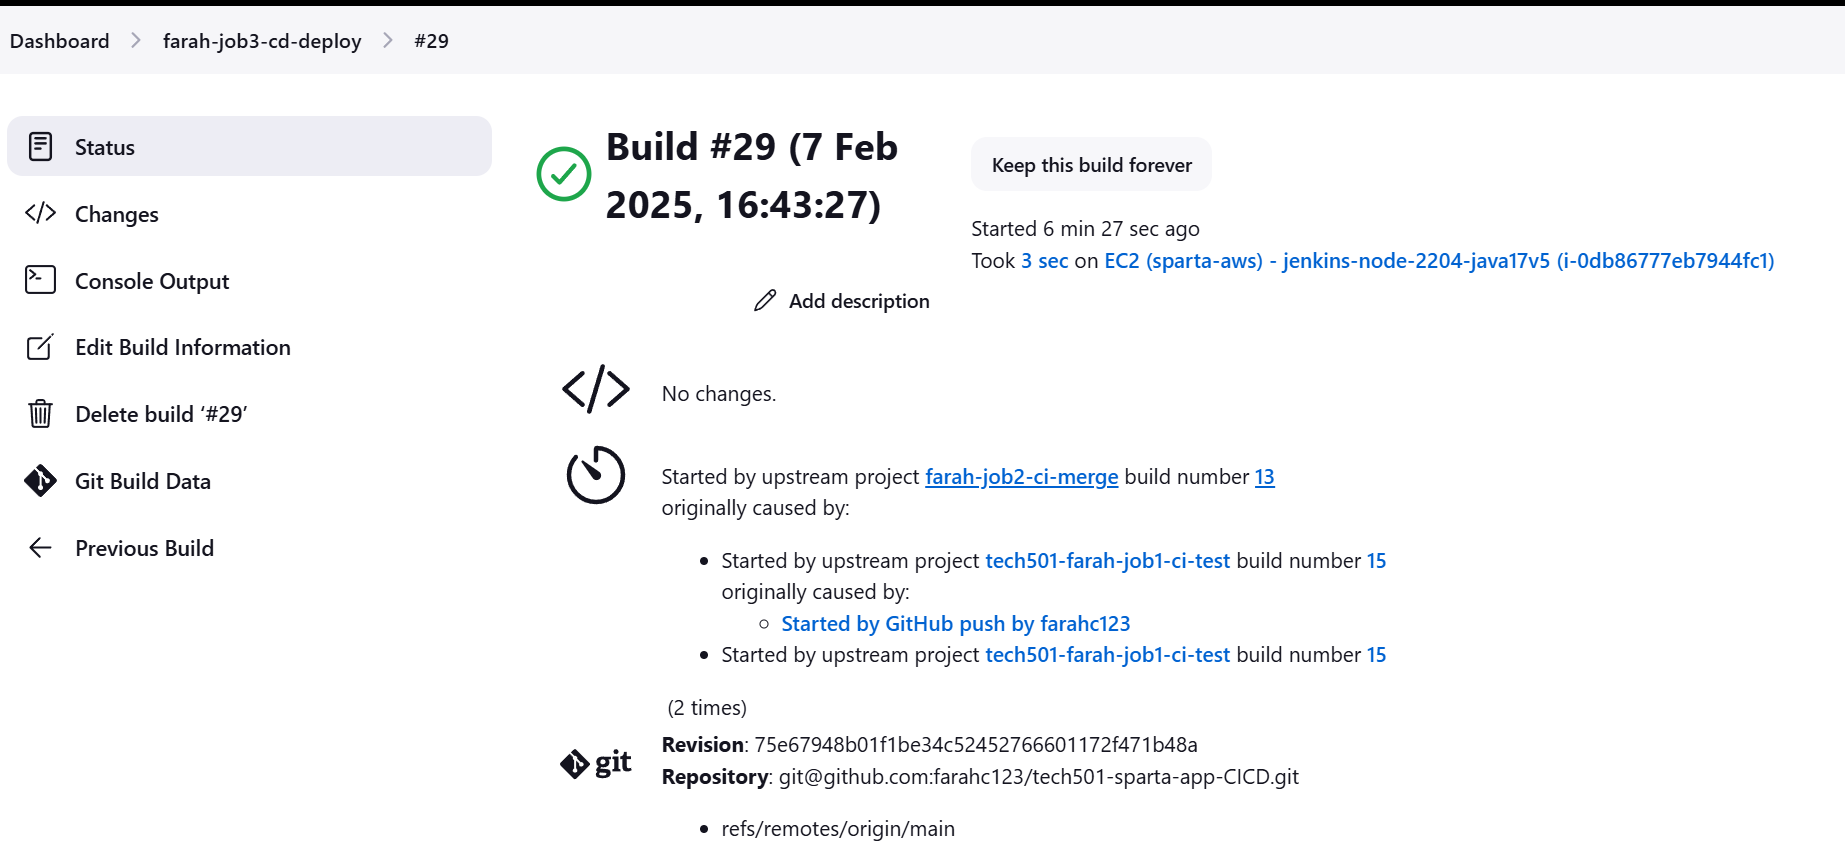 Dashboard > farah-job3-cd-deploy > #29
Status
Changes
Console Output
Edit Build Information
Delete build ‘#29’
Git Build Data
Previous Build
Build #29 (7 Feb
2025, 16:43:27)
Add description
Keep this build forever
Started 6 min 27 sec ago
Took 3 sec on EC2 (sparta-aws) - jenkins-node-2204-java17v5 (i-0db86777eb7944fc1)
No changes.
Started by upstream project farah-job2-ci-merge build number 13
originally caused by:
Started by upstream project tech501-farah-job1-ci-test build number 15
originally caused by:
Started by GitHub push by farahc123
Started by upstream project tech501-farah-job1-ci-test build number 15
(2 times)
git
Revision: 75e67948b01f1be34c52452766601172f471b48a
Repository: git@github.com:farahc123/tech501-sparta-app-CICD.git
refs/remotes/origin/main